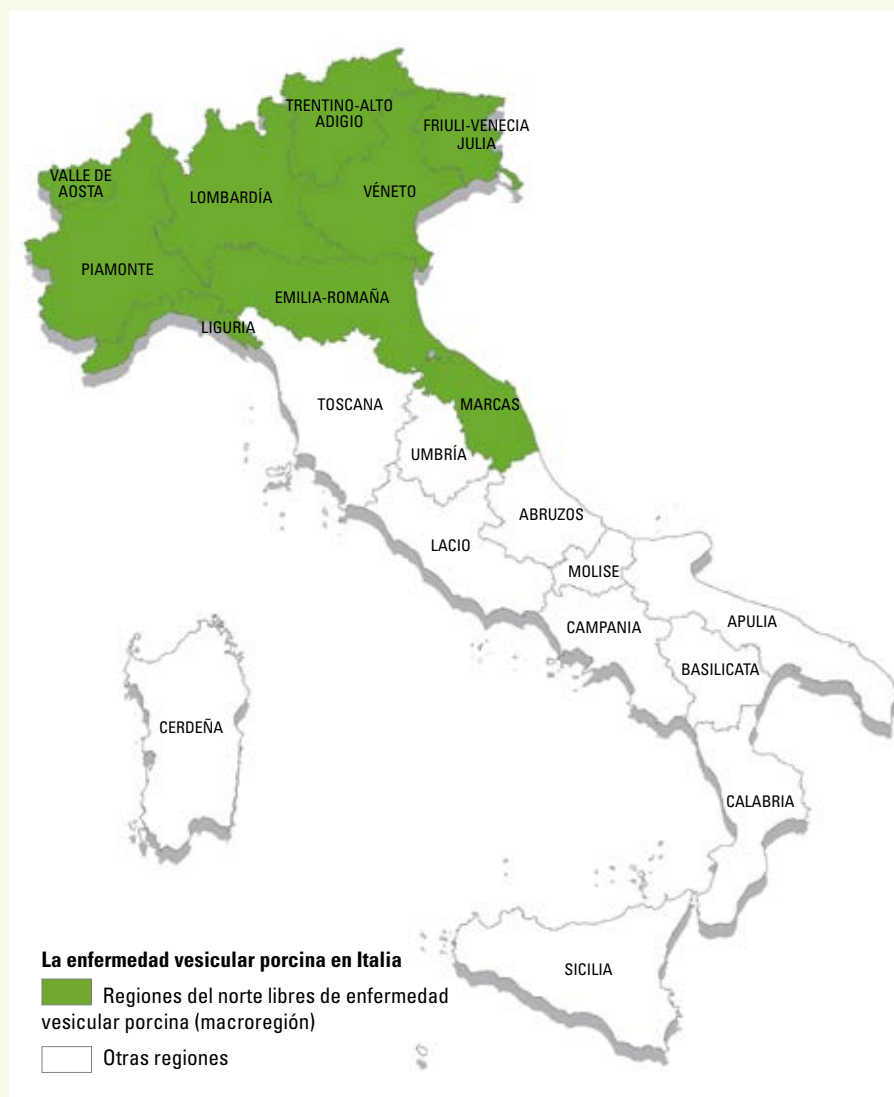 TRENTINO-ALTO
ADIGIO
FRIULI-VENECIA
JULIA
VALLE DE
AOSTA
LOMBARDÍA
VÉNETO
PIAMONTE
EMILIA-ROMAÑA
LIGURIA
TOSCANA
MARCAS
UMBRÍA
ABRUZOS
LACIO
MOLISE
CAMPANIA
APULIA
BASILICATA
CERDEÑA
CALABRIA
SICILIA
La enfermedad vesicular porcina en Italia
Regiones del norte libres de enfermedad
vesicular porcina (macroregión)
Otras regiones